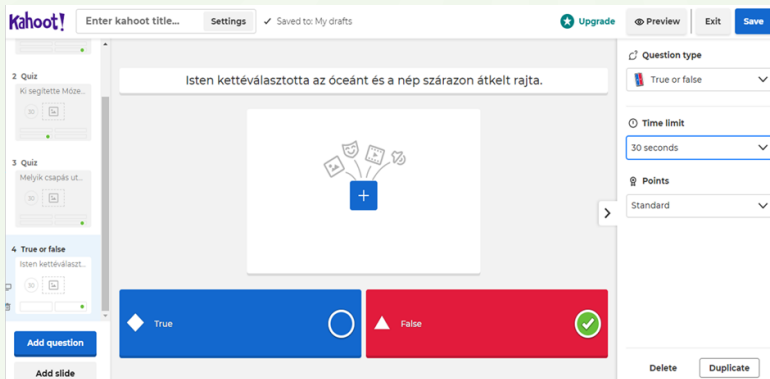 Kahoot!
Enter kahoot title...
Settings
Saved to: My drafts
Upgrade
Preview
Exit
Save
2 Quiz
Ki segítette Móze...
30
3 Quiz
Melyik csapás ut...
30
4 True or false
Isten kettéválaszt...
30
Add question
Add slide
Isten kettéválasztotta az óceánt és a nép szárazon átkelt rajta.
True
False
Question type
True or false
Time limit
30 seconds
Points
Standard
Delete
Duplicate